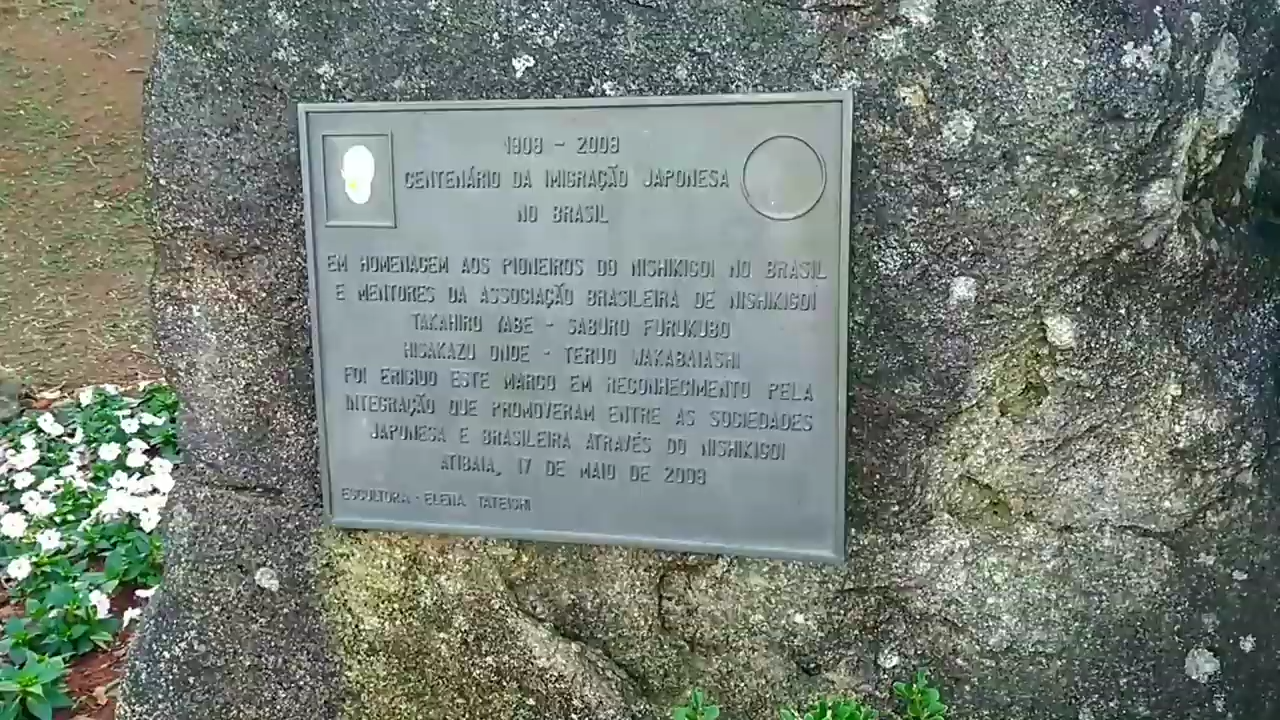 1908 - 2008
CENTENÁRIO DA IMIGRAÇÃO JAPONESA
NO BRASIL
EM HOMENAGEM AOS PIONEIROS DO NISHIKIGOI NO BRASIL
E MENTORES DA ASSOCIAÇÃO BRASILEIRA DE NISHIKIGOI
TAKAHIRO YABE - SABURO FURUKUBO
HISAKAZU ONOE - TERUO WAKABAIASHI
FOI ERIGIDO ESTE MARCO EM RECONHECIMENTO PELA
INTEGRAÇÃO QUE PROMOVERAM ENTRE AS SOCIEDADES
JAPONESA E BRASILEIRA ATRAVÉS DO NISHIKIGOI
ATIBAIA, 17 DE MAIO DE 2008
ESCULTORA - ELENA TATEISHI